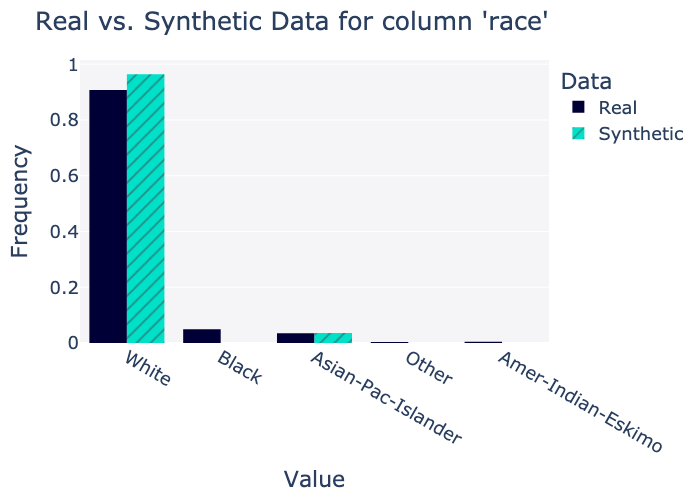 Real vs. Synthetic Data for column 'race'
Data
Real
Synthetic
Frequency
1
0.8
0.6
0.4
0.2
0
White
Black
Asian-Pac-Islander
Other
Amer-Indian-Eskimo
Value